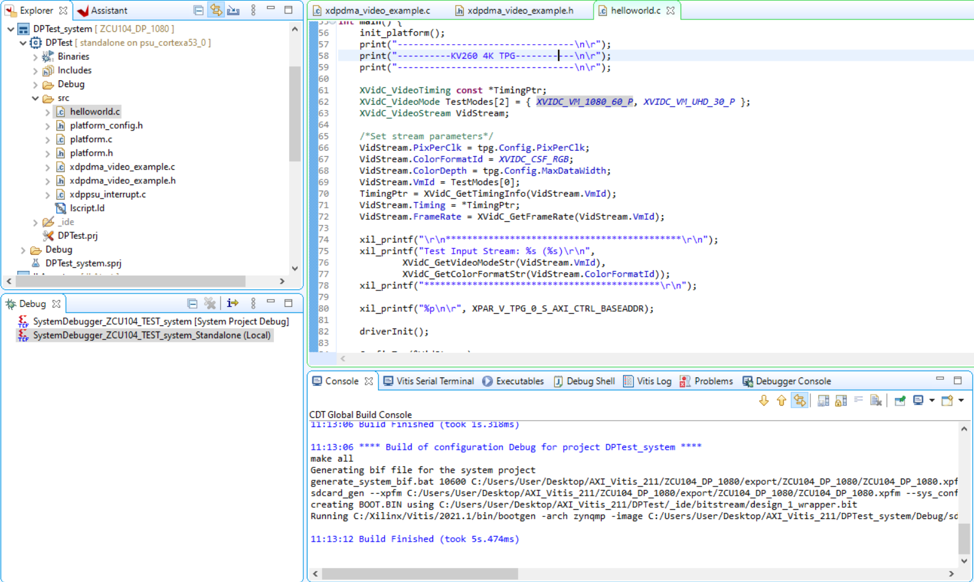 Explorer
Assistant
DPTest_system [ ZCU104_DP_1080 ]
DPTest [ standalone on psu_cortexa53_0 ]
Binaries
Includes
Debug
src
helloworld.c
platform_config.h
platform.c
platform.h
xdpdma_video_example.c
xdpdma_video_example.h
xdppsu_interrupt.c
lscript.ld
_ide
DPTest.prj
Debug
DPTest_system.sprj
Debug
SystemDebugger_ZCU104_TEST_system [System Project Debug]
SystemDebugger_ZCU104_TEST_system_Standalone (Local)
xdpdma_video_example.c
xdpdma_video_example.h
helloworld.c
int main() {
56 init_platform();
57 print("----------------------------------\n\r");
58 print("----------KV260 4K TPG-----------\n\r");
59 print("----------------------------------\n\r");
60
61 XVidC_VideoTiming const *TimingPtr;
62 XVidC_VideoMode TestModes[2] = { XVIDC_VM_1080_60_P, XVIDC_VM_UHD_30_P };
63 XVidC_VideoStream VidStream;
64
65 /*Set stream parameters*/
66 VidStream.PixPerClk = tpg.Config.PixPerClk;
67 VidStream.ColorFormatId = XVIDC_CSF_RGB;
68 VidStream.ColorDepth = tpg.Config.MaxDataWidth;
69 VidStream.VmId = TestModes[0];
70 TimingPtr = XVidC_GetTimingInfo(VidStream.VmId);
71 VidStream.Timing = *TimingPtr;
72 VidStream.FrameRate = XVidC_GetFrameRate(VidStream.VmId);
73
74 xil_printf("\r\n********************************************\r\n");
75 xil_printf("Test Input Stream: %s (%s)\r\n",
76 XVidC_GetVideoModeStr(VidStream.VmId),
77 XVidC_GetColorFormatStr(VidStream.ColorFormatId));
78 xil_printf("********************************************\r\n");
79
80 xil_printf("%p\n\r", XPAR_V_TPG_0_S_AXI_CTRL_BASEADDR);
81
82 driverInit();
83
Console
Vitis Serial Terminal
Executables
Debug Shell
Vitis Log
Problems
Debugger Console
CDT Global Build Console
11:13:06 Build Finished (took 1s.318ms)
11:13:06 **** Build of configuration Debug for project DPTest_system ****
make all
Generating bif file for the system project
generate_system_bif.bat 10600 C:/Users/User/Desktop/AXI_Vitis_211/ZCU104_DP_1080/export/ZCU104_DP_1080/ZCU104_DP_1080.xpf
sdcard_gen --xpfm C:/Users/User/Desktop/AXI_Vitis_211/ZCU104_DP_1080/export/ZCU104_DP_1080/ZCU104_DP_1080.xpfm --sys_conf
creating BOOT.BIN using C:/Users/User/Desktop/AXI_Vitis_211/DPTest/_ide/bitstream/design_1_wrapper.bit
Running C:/Xilinx/Vitis/2021.1/bin/bootgen -arch zynqmp -image C:/Users/User/Desktop/AXI_Vitis_211/DPTest_system/Debug/sd
11:13:12 Build Finished (took 5s.474ms)